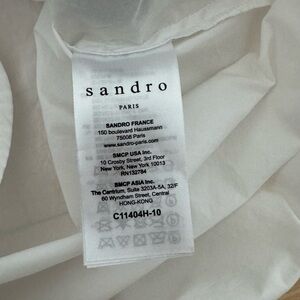 sandro
PARIS
SANDRO FRANCE
150 boulevard Haussmann
75008 Paris
www.sandro-paris.com
SMCP USA Inc.
10 Crosby Street, 3rd Floor
New York, New York 10013
RN132784
SMCP ASIA Inc.
The Centrium, Suite 3203A-5A, 32/F
60 Wyndham Street, Central
HONG-KONG
C11404H-10